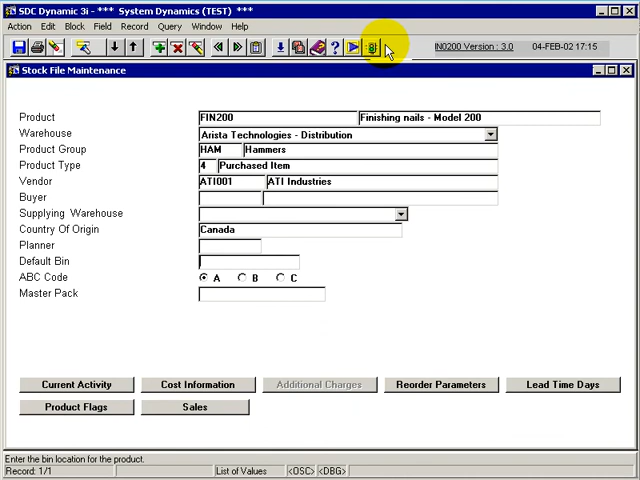 SDC Dynamic 3i - *** System Dynamics (TEST) ***
Action Edit Block Field Record Query Window Help
IN0200 Version : 3.0 04-FEB-02 17:15
Stock File Maintenance
Product FIN200 Finishing nails - Model 200
Warehouse Arista Technologies - Distribution
Product Group HAM Hammers
Product Type 4 Purchased Item
Vendor ATI001 ATI Industries
Buyer
Supplying Warehouse
Country Of Origin Canada
Planner
Default Bin
ABC Code A B C
Master Pack
Current Activity Cost Information Additional Charges Reorder Parameters Lead Time Days
Product Flags Sales
Enter the bin location for the product.
Record: 1/1 List of Values <OSC> <DBG>